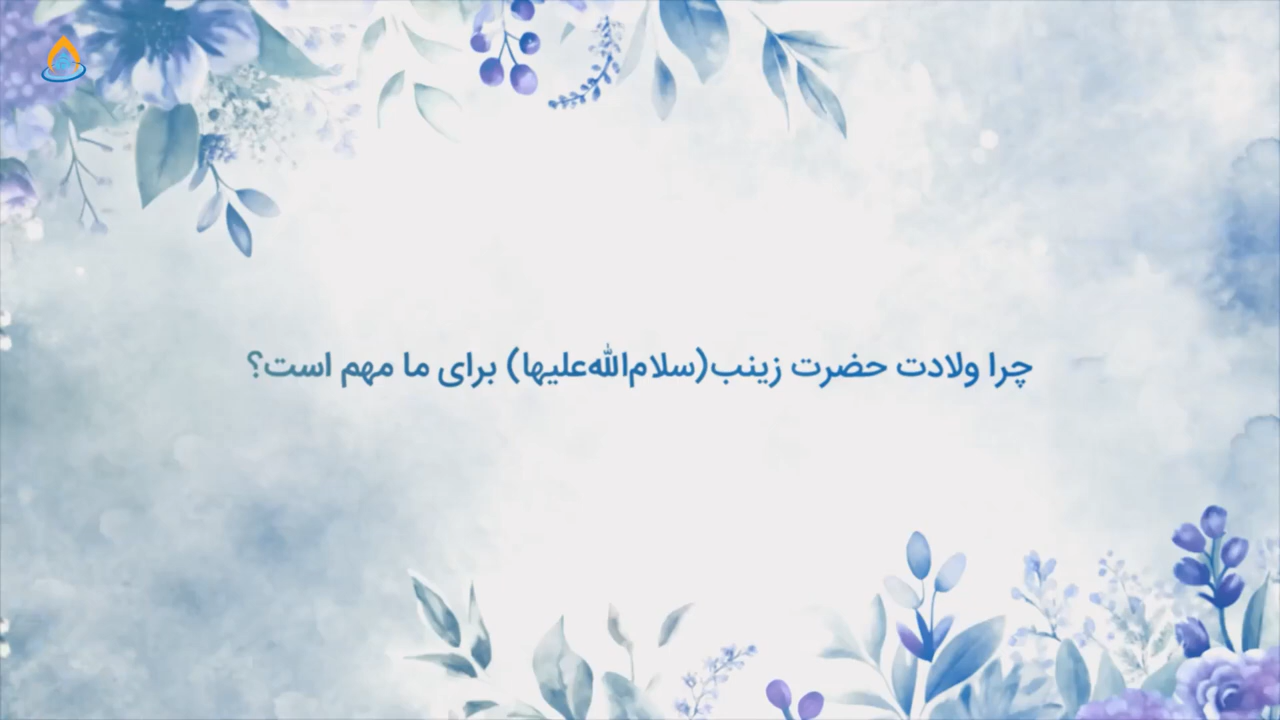 چرا ولادت حضرت زینب(سلام‌الله‌علیها) برای ما مهم است؟